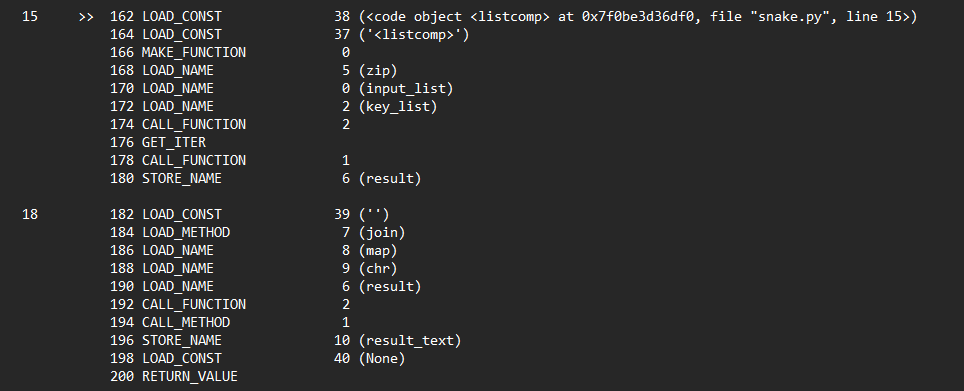 15     >>  162 LOAD_CONST              38 (<code object <listcomp> at 0x7f0be3d36df0, file "snake.py", line 15>)
           164 LOAD_CONST              37 ('<listcomp>')
           166 MAKE_FUNCTION            0
           168 LOAD_NAME                5 (zip)
           170 LOAD_NAME                0 (input_list)
           172 LOAD_NAME                2 (key_list)
           174 CALL_FUNCTION            2
           176 GET_ITER
           178 CALL_FUNCTION            1
           180 STORE_NAME               6 (result)

18         182 LOAD_CONST              39 ('')
           184 LOAD_METHOD              7 (join)
           186 LOAD_NAME                8 (map)
           188 LOAD_NAME                9 (chr)
           190 LOAD_NAME                6 (result)
           192 CALL_FUNCTION            2
           194 CALL_METHOD              1
           196 STORE_NAME              10 (result_text)
           198 LOAD_CONST              40 (None)
           200 RETURN_VALUE